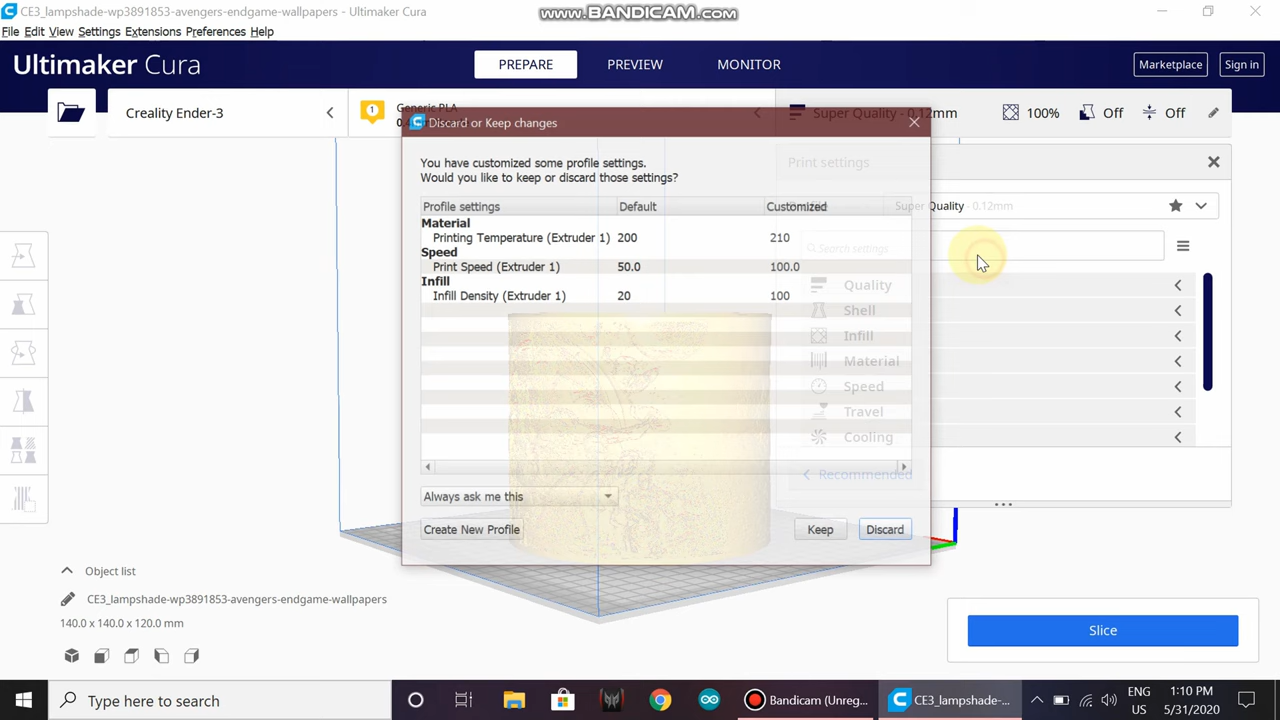 CE3_lampshade-wp3891853-avengers-endgame-wallpapers - Ultimaker Cura
www.BANDICAM.com
File Edit View Settings Extensions Preferences Help
Ultimaker Cura
PREPARE
PREVIEW
MONITOR
Marketplace
Sign in
Creality Ender-3
1
Generic PLA
Super Quality - 0.12mm
100%
Off
Off
Discard or Keep changes
You have customized some profile settings.
Would you like to keep or discard those settings?
Profile settings Default Customized
Material
Printing Temperature (Extruder 1) 200 210
Speed
Print Speed (Extruder 1) 50.0 100.0
Infill
Infill Density (Extruder 1) 20 100
Always ask me this
Create New Profile
Keep
Discard
Print settings
Super Quality - 0.12mm
Search settings
Quality
Shell
Infill
Material
Speed
Travel
Cooling
Recommended
Object list
CE3_lampshade-wp3891853-avengers-endgame-wallpapers
140.0 x 140.0 x 120.0 mm
Slice
Type here to search
Bandicam (Unreg...
CE3_lampshade-...
ENG
US
1:10 PM
5/31/2020